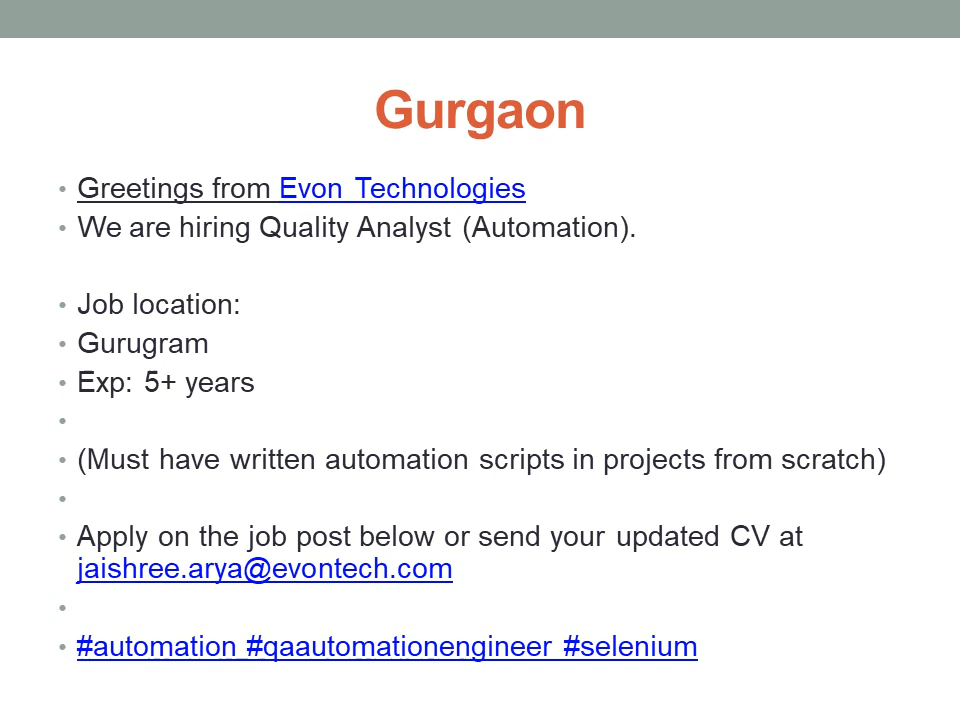 Gurgaon
• Greetings from Evon Technologies
• We are hiring Quality Analyst (Automation).
• Job location:
• Gurugram
• Exp: 5+ years
•
• (Must have written automation scripts in projects from scratch)
•
• Apply on the job post below or send your updated CV at
jaishree.arya@evontech.com
•
• #automation #qaautomationengineer #selenium